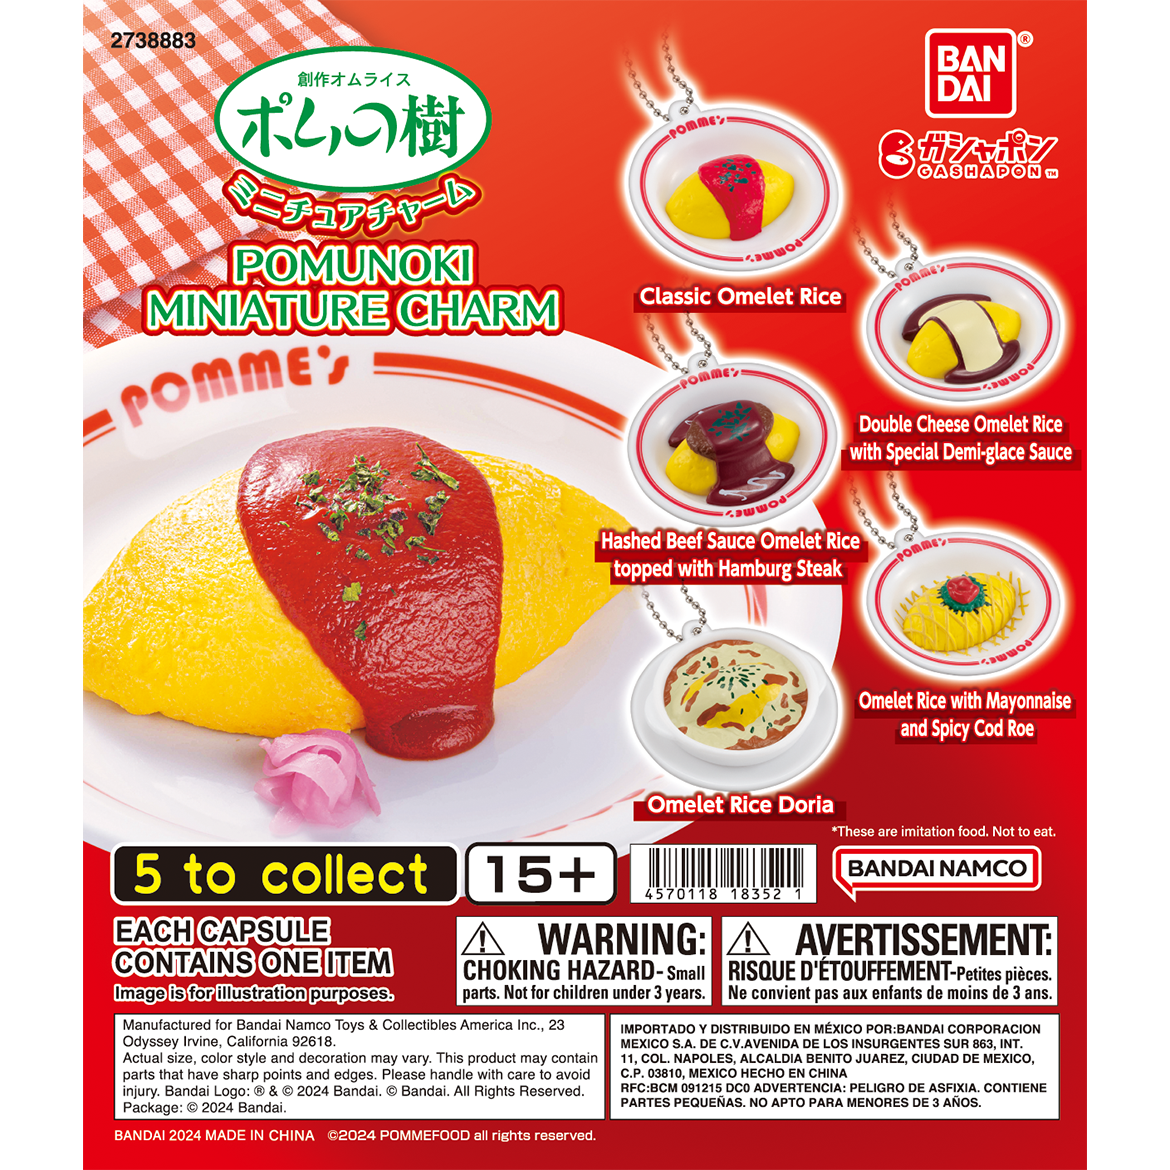 2738883
創作オムライス
ポムの樹
ミニチュアチャーム
POMUNOKI
MINIATURE CHARM
POMME's
BAN
DAI
®
ガシャポン
GASHAPON™
POMME's
POMME's
Classic Omelet Rice
POMME's
POMME's
Double Cheese Omelet Rice
with Special Demi-glace Sauce
POMME's
POMME's
Hashed Beef Sauce Omelet Rice
topped with Hamburg Steak
POMME's
POMME's
Omelet Rice with Mayonnaise
and Spicy Cod Roe
Omelet Rice Doria
*These are imitation food. Not to eat.
5 to collect
15+
4570118 18352 1
BANDAI NAMCO
EACH CAPSULE
CONTAINS ONE ITEM
Image is for illustration purposes.
WARNING:
CHOKING HAZARD- Small
parts. Not for children under 3 years.
AVERTISSEMENT:
RISQUE D'ÉTOUFFEMENT-Petites pièces.
Ne convient pas aux enfants de moins de 3 ans.
Manufactured for Bandai Namco Toys & Collectibles America Inc., 23
Odyssey Irvine, California 92618.
Actual size, color style and decoration may vary. This product may contain
parts that have sharp points and edges. Please handle with care to avoid
injury. Bandai Logo: ® & © 2024 Bandai. © Bandai. All Rights Reserved.
Package: © 2024 Bandai.
IMPORTADO Y DISTRIBUIDO EN MÉXICO POR:BANDAI CORPORACION
MEXICO S.A. DE C.V.AVENIDA DE LOS INSURGENTES SUR 863, INT.
11, COL. NAPOLES, ALCALDIA BENITO JUAREZ, CIUDAD DE MEXICO,
C.P. 03810, MEXICO HECHO EN CHINA
RFC:BCM 091215 DC0 ADVERTENCIA: PELIGRO DE ASFIXIA. CONTIENE
PARTES PEQUEÑAS. NO APTO PARA MENORES DE 3 AÑOS.
BANDAI 2024 MADE IN CHINA ©2024 POMMEFOOD all rights reserved.